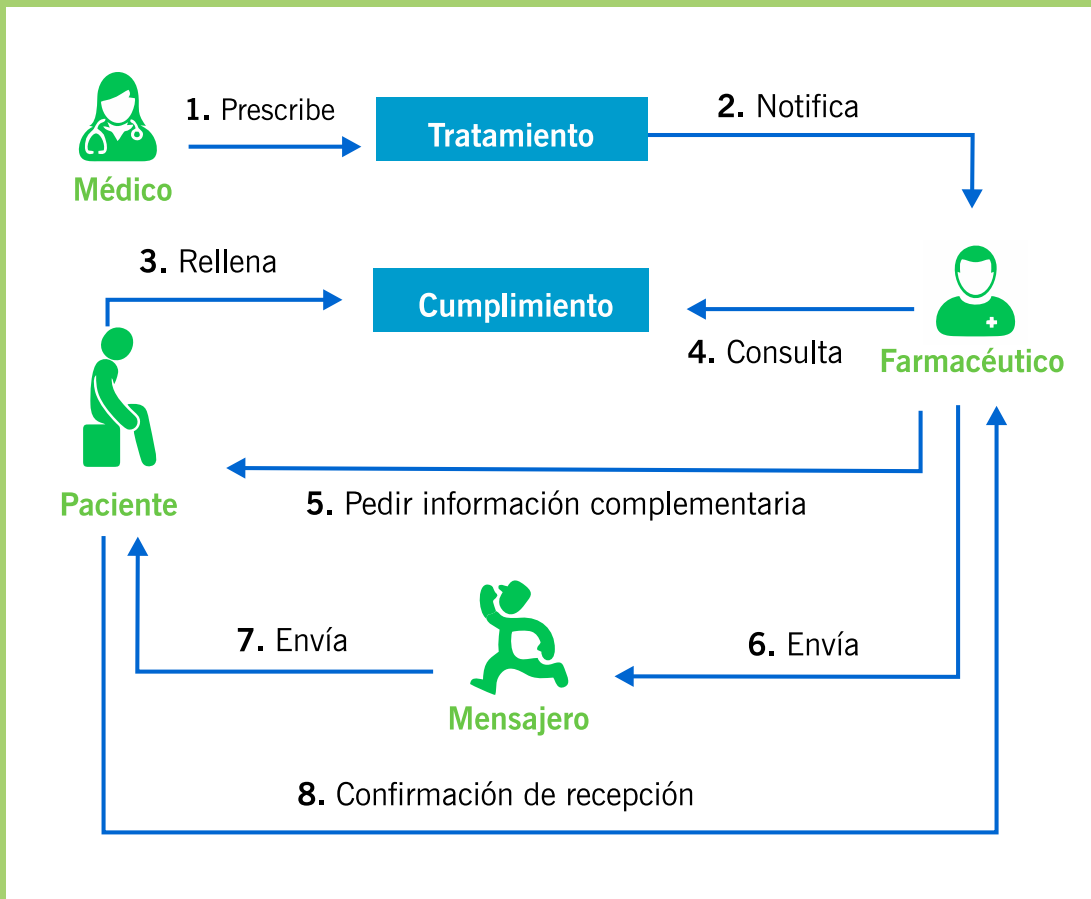 1. Prescribe
Tratamiento
2. Notifica
Médico
3. Rellena
Cumplimiento
4. Consulta
Farmacéutico
Paciente
5. Pedir información complementaria
7. Envía
6. Envía
Mensajero
8. Confirmación de recepción